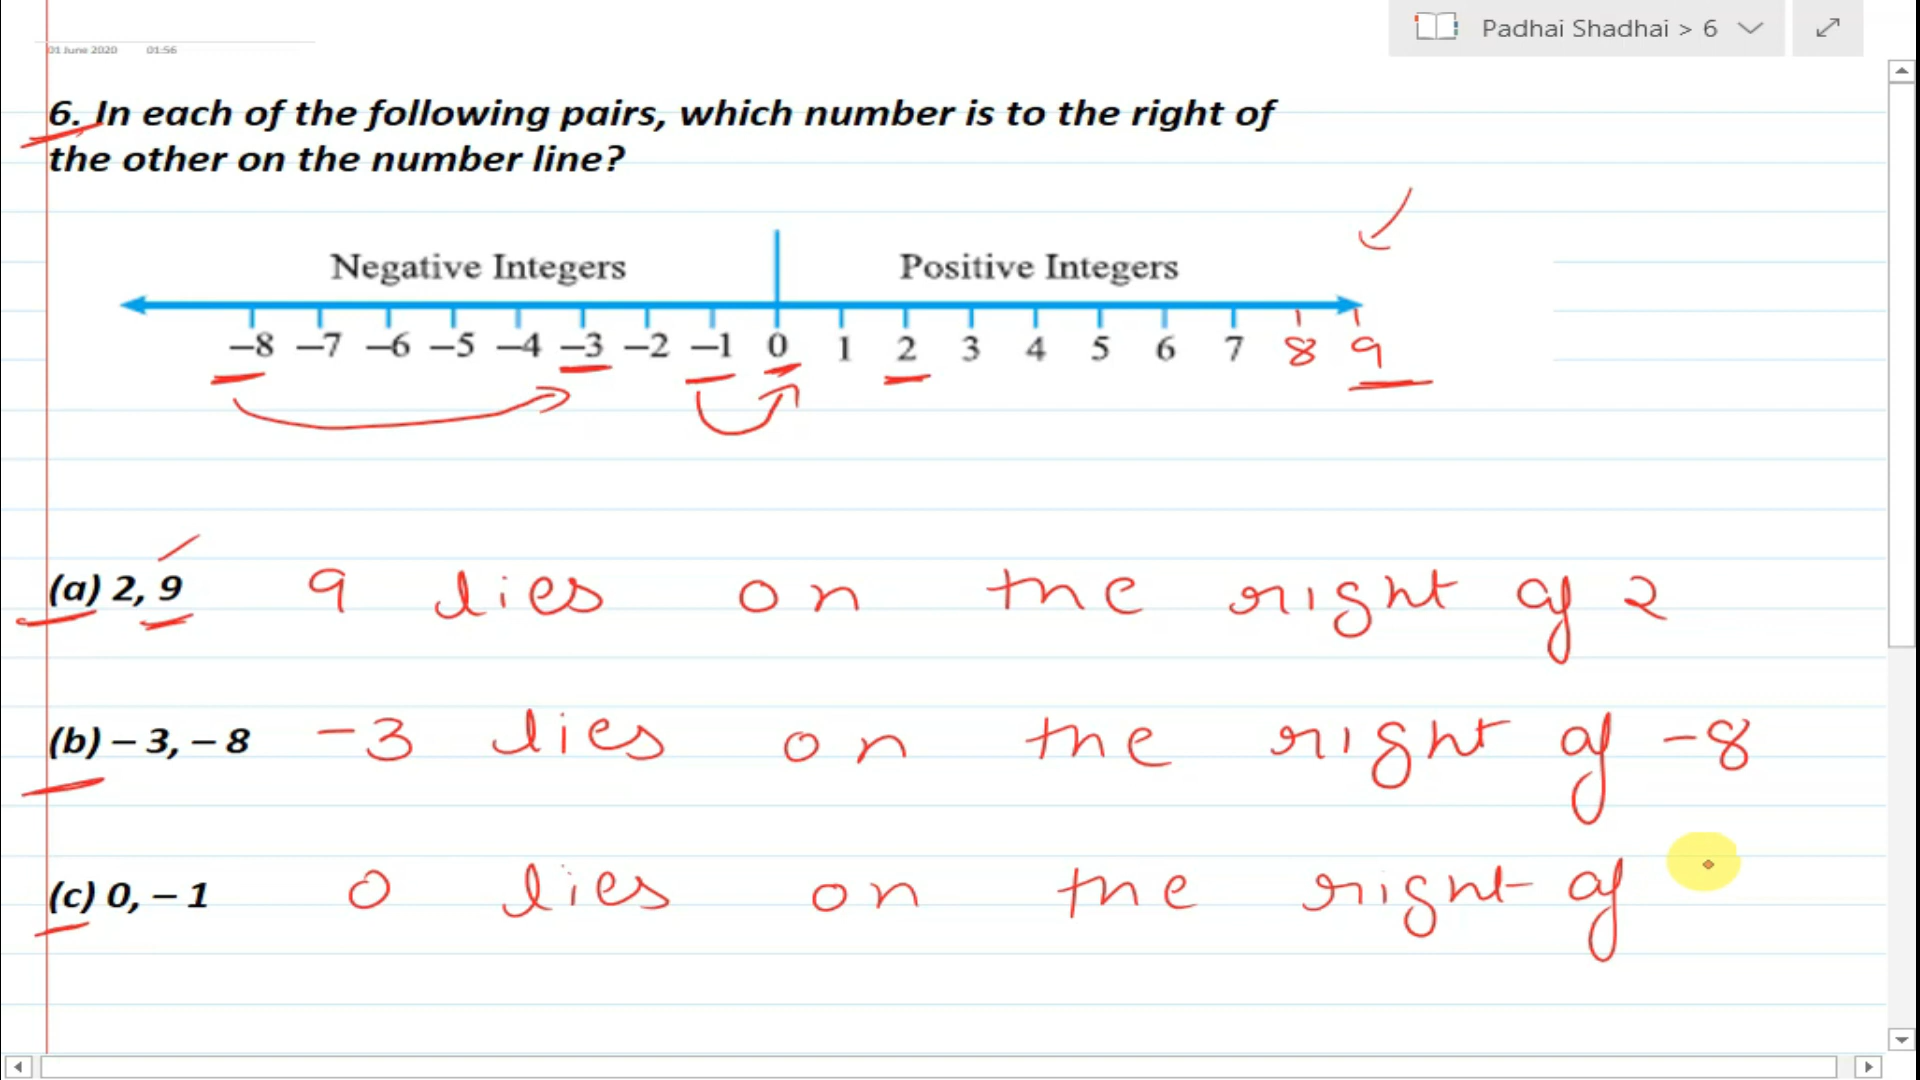 Padhai Shadhai > 6
01 June 2020 01:56
6. In each of the following pairs, which number is to the right of
the other on the number line?
Negative Integers Positive Integers
–8 –7 –6 –5 –4 –3 –2 –1 0 1 2 3 4 5 6 7 8 9
(a) 2, 9 9 lies on the right of 2
(b) – 3, – 8 -3 lies on the right of -8
(c) 0, – 1 0 lies on the right of